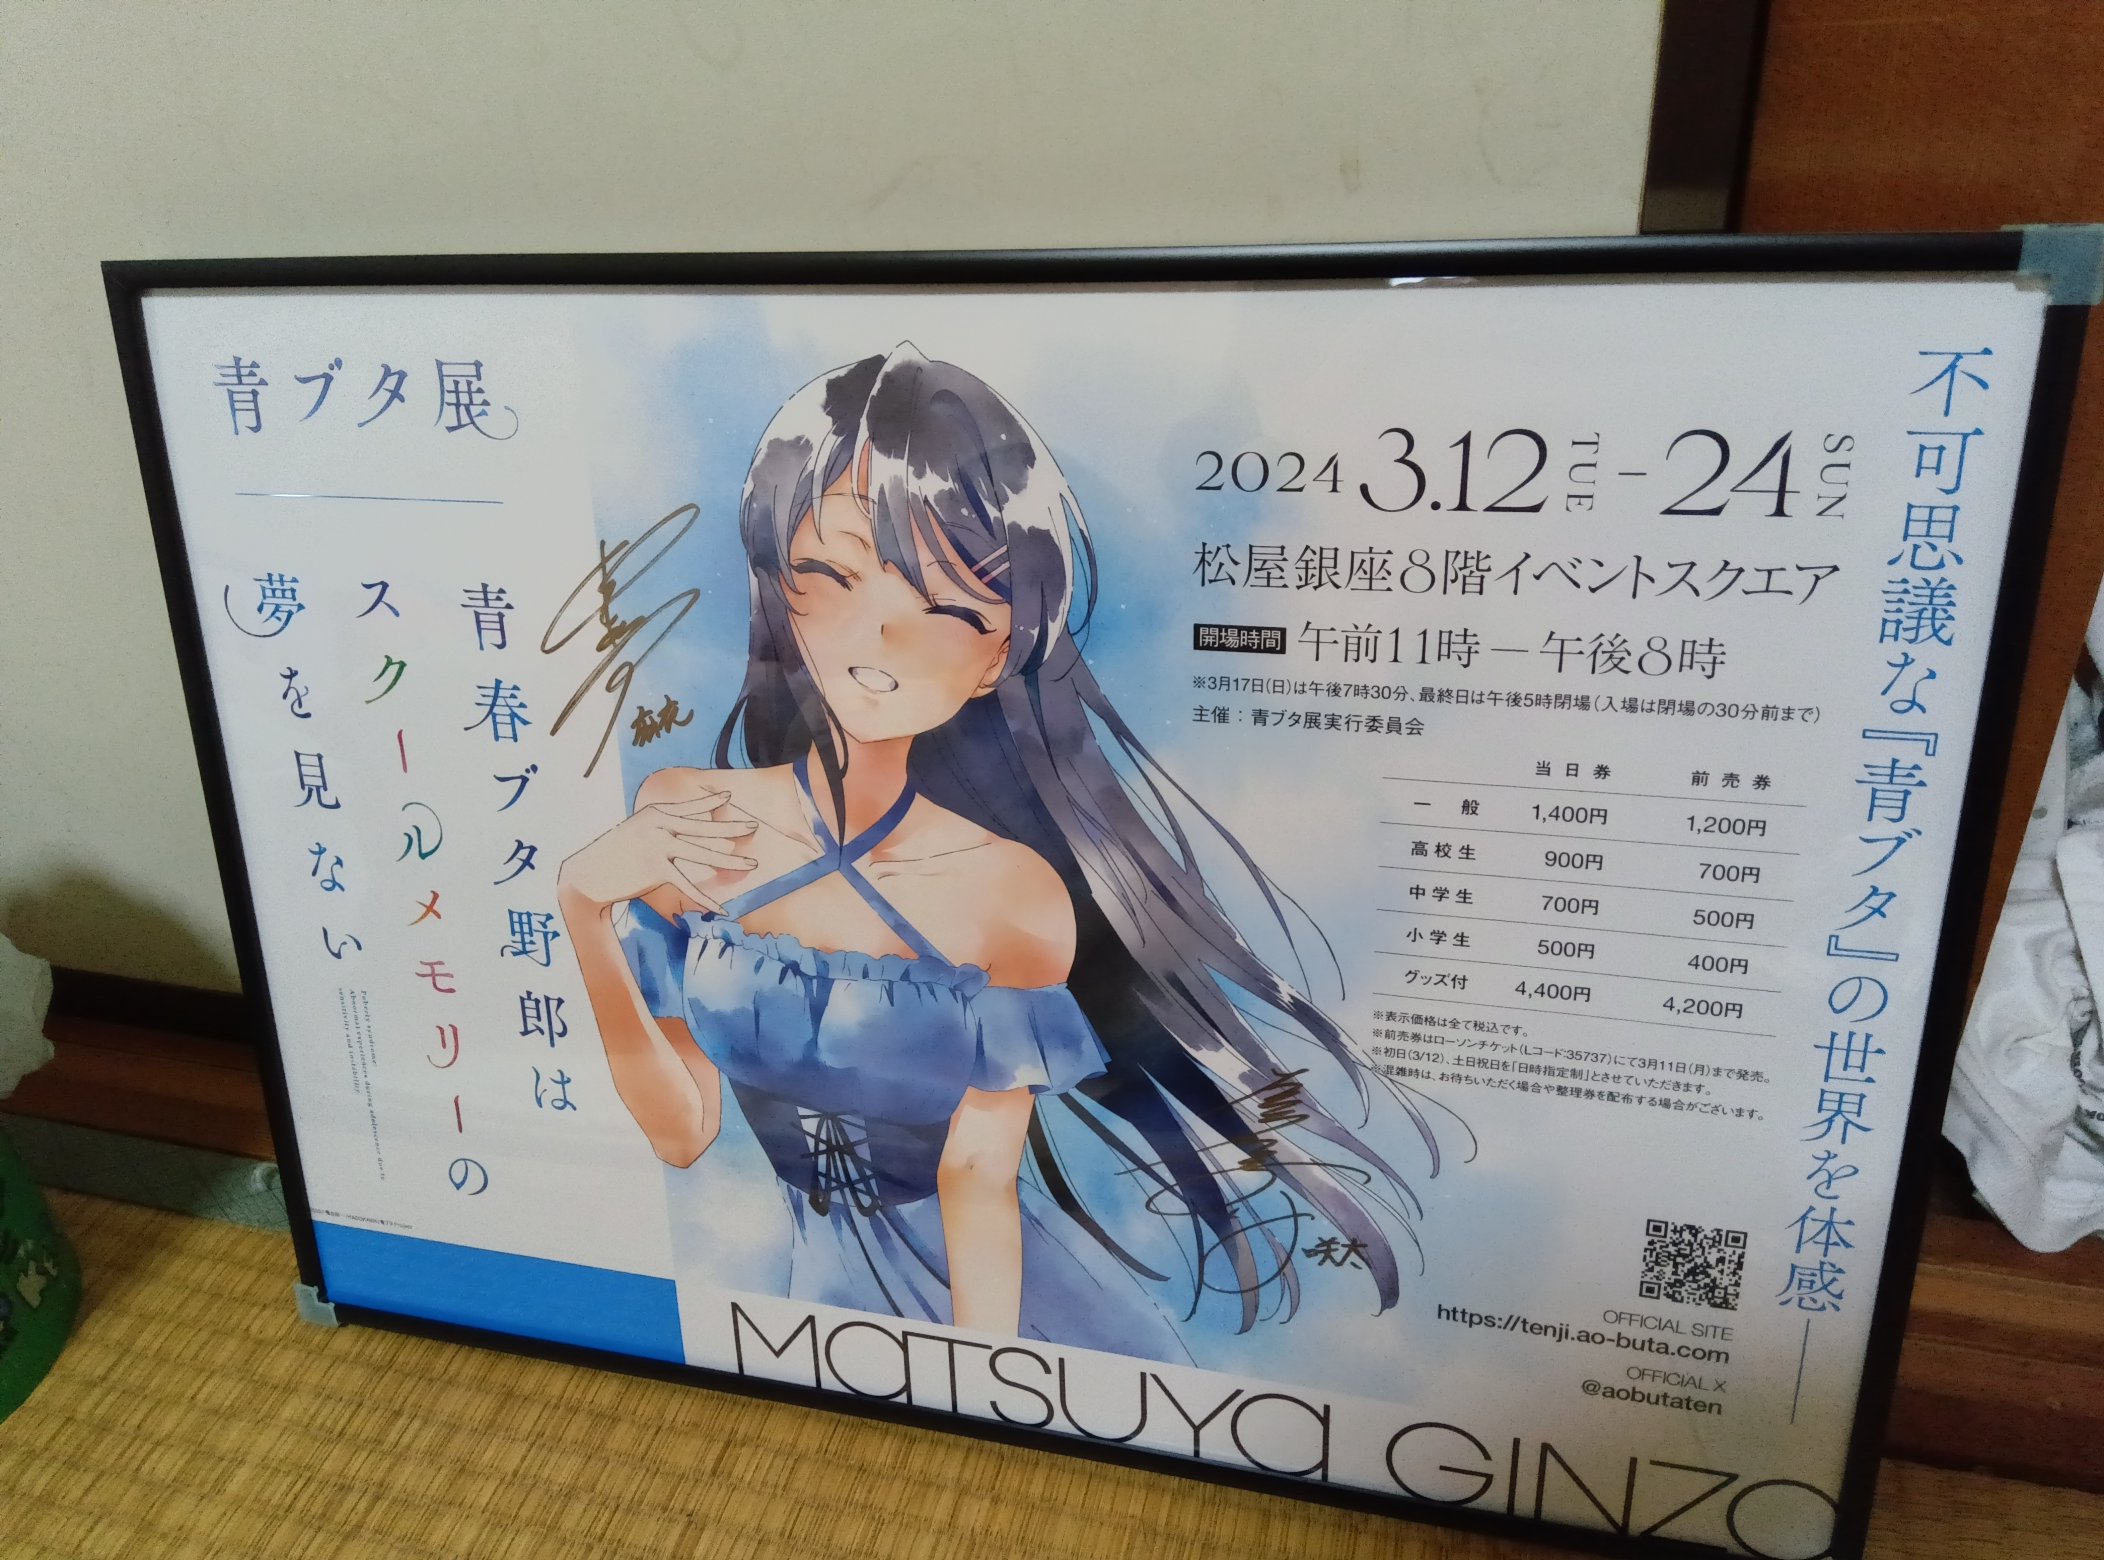 青ブタ展
青春ブタ野郎は
スクールメモリーの
夢を見ない
Puberty syndrome:
Abnormal experiences during adolescence due to
sensitivity and instability.
麻衣
2024 3.12 TUE – 24 SUN
松屋銀座8階イベントスクエア
開場時間 午前11時 — 午後8時
※3月17日(日)は午後7時30分、最終日は午後5時閉場(入場は閉場の30分前まで)
主催：青ブタ展実行委員会
当日券 前売券
一般 1,400円 1,200円
高校生 900円 700円
中学生 700円 500円
小学生 500円 400円
グッズ付 4,400円 4,200円
※表示価格は全て税込です。
※前売券はローソンチケット(Lコード:35737)にて3月11日(月)まで発売。
※初日(3/12)、土日祝日を「日時指定制」とさせていただきます。
※混雑時は、お待ちいただく場合や整理券を配布する場合がございます。
不可思議な『青ブタ』の世界を体感―
咲太
OFFICIAL SITE
https://tenji.ao-buta.com
OFFICIAL X
@aobutaten
MATSUYA GINZA